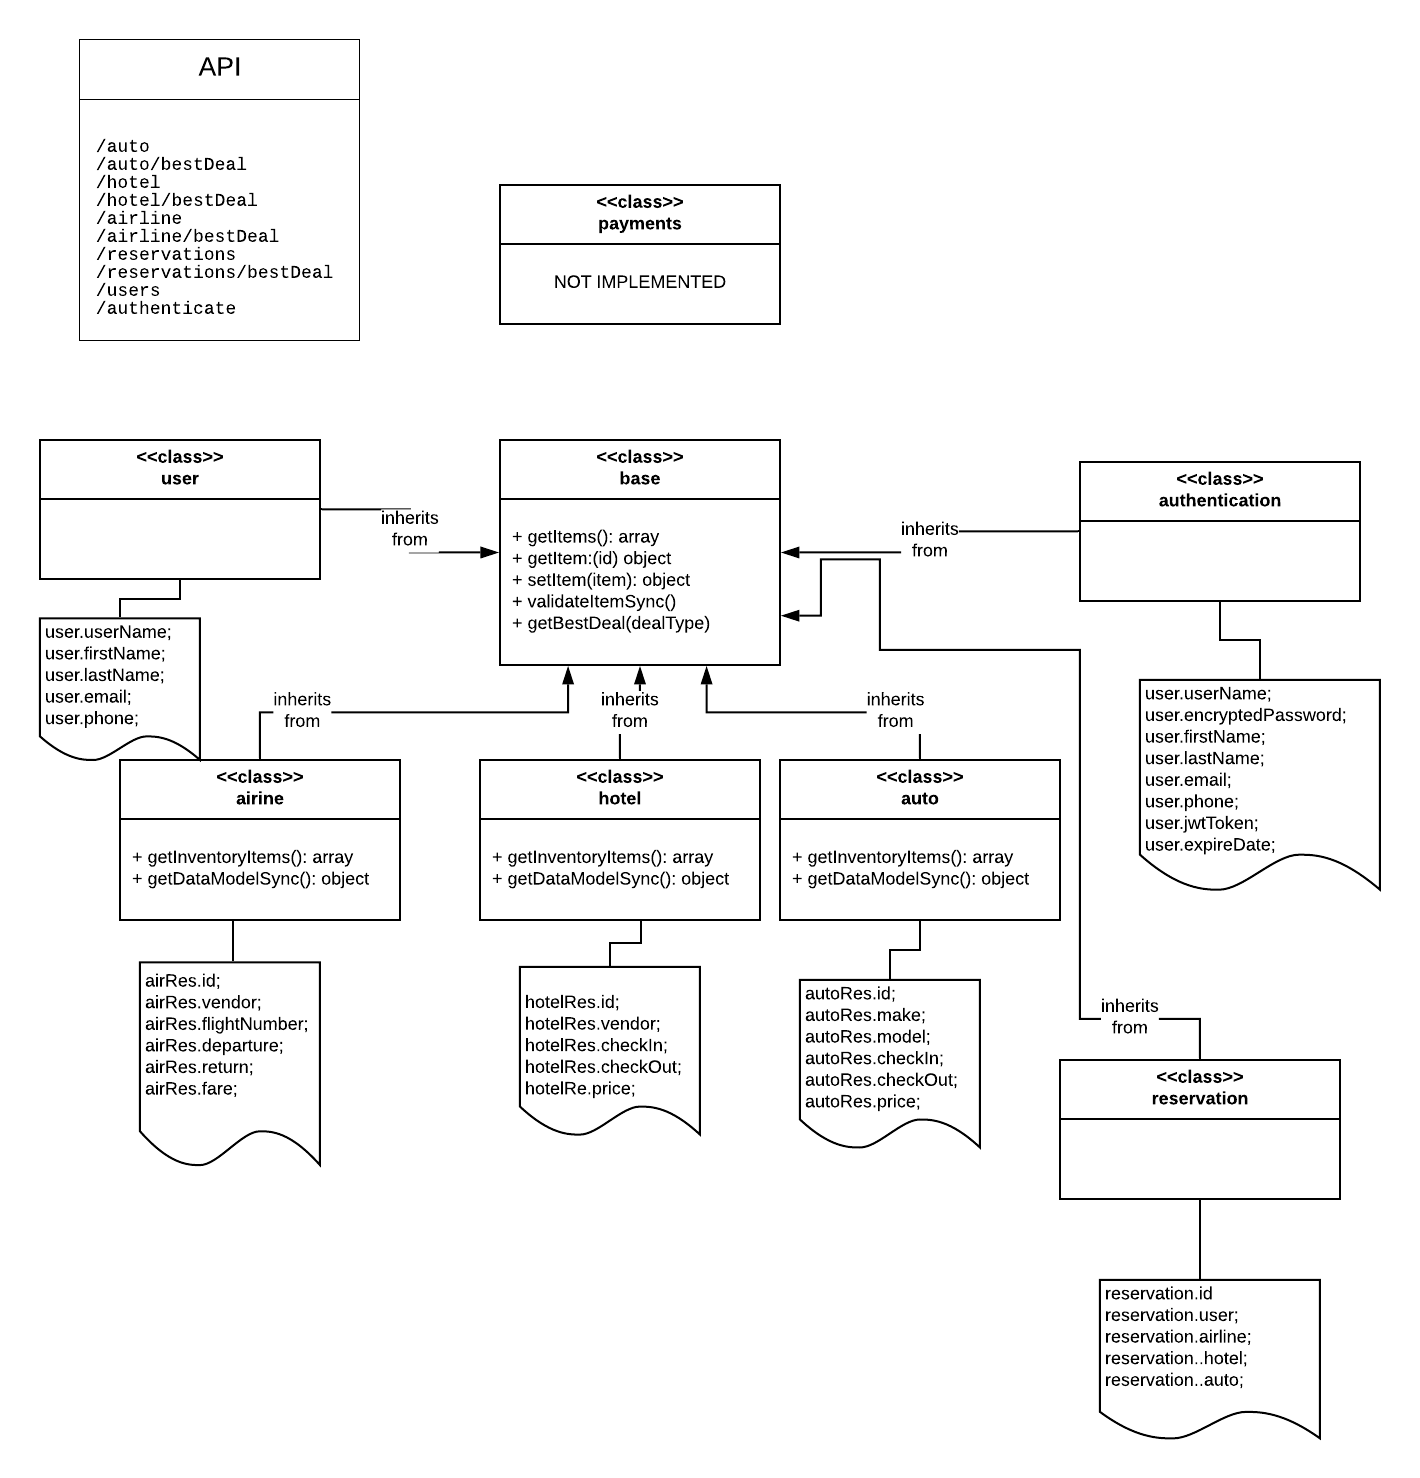 API
/auto
/auto/bestDeal
/hotel
/hotel/bestDeal
/airline
/airline/bestDeal
/reservations
/reservations/bestDeal
/users
/authenticate
<<class>>
payments
NOT IMPLEMENTED
<<class>>
user
inherits
from
<<class>>
base
+ getItems(): array
+ getItem:(id) object
+ setItem(item): object
+ validateItemSync()
+ getBestDeal(dealType)
inherits
from
<<class>>
authentication
user.userName;
user.firstName;
user.lastName;
user.email;
user.phone;
inherits
from
inherits
from
inherits
from
user.userName;
user.encryptedPassword;
user.firstName;
user.lastName;
user.email;
user.phone;
user.jwtToken;
user.expireDate;
<<class>>
airine
+ getInventoryItems(): array
+ getDataModelSync(): object
<<class>>
hotel
+ getInventoryItems(): array
+ getDataModelSync(): object
<<class>>
auto
+ getInventoryItems(): array
+ getDataModelSync(): object
airRes.id;
airRes.vendor;
airRes.flightNumber;
airRes.departure;
airRes.return;
airRes.fare;
hotelRes.id;
hotelRes.vendor;
hotelRes.checkIn;
hotelRes.checkOut;
hotelRe.price;
autoRes.id;
autoRes.make;
autoRes.model;
autoRes.checkIn;
autoRes.checkOut;
autoRes.price;
inherits
from
<<class>>
reservation
reservation.id
reservation.user;
reservation.airline;
reservation..hotel;
reservation..auto;